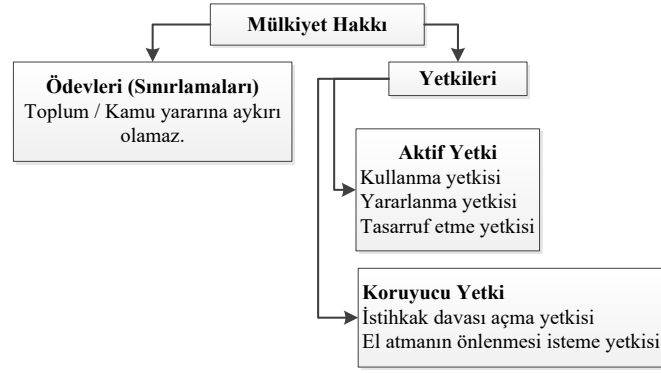 Mülkiyet Hakkı
Ödevleri (Sınırlamaları)
Toplum / Kamu yararına aykırı
olamaz.
Yetkileri
Aktif Yetki
Kullanma yetkisi
Yararlanma yetkisi
Tasarruf etme yetkisi
Koruyucu Yetki
İstihkak davası açma yetkisi
El atmanın önlenmesi isteme yetkisi